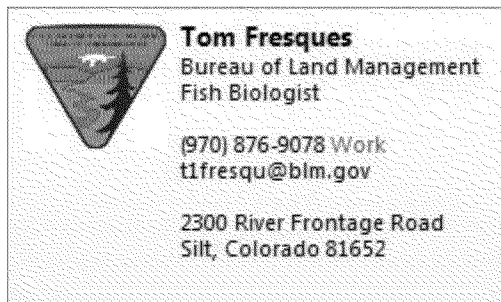 Tom Fresques
Bureau of Land Management
Fish Biologist
(970) 876-9078 Work
t1fresqu@blm.gov
2300 River Frontage Road
Silt, Colorado 81652